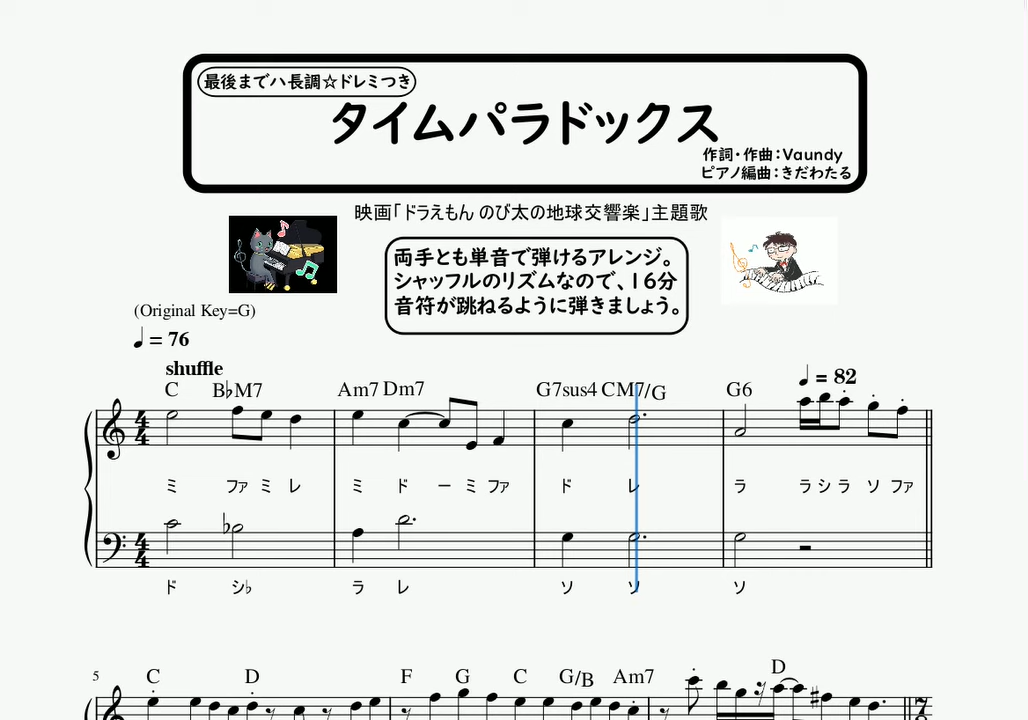 最後までハ長調☆ドレミつき
タイムパラドックス
作詞・作曲：Vaundy
ピアノ編曲：きだわたる
映画「ドラえもん のび太の地球交響楽」主題歌
両手とも単音で弾けるアレンジ。
シャッフルのリズムなので、16分
音符が跳ねるように弾きましょう。
(Original Key=G)
♩ = 76
shuffle
♩ = 82
C B♭M7 Am7 Dm7 G7sus4 CM7/G G6
4 4
ミ ファ ミ レ ミ ド ー ミ ファ ド レ ラ ラ シ ラ ソ ファ
4 4
ド シ♭ ラ レ ソ ソ ソ
5 C D F G C G/B Am7 D
7